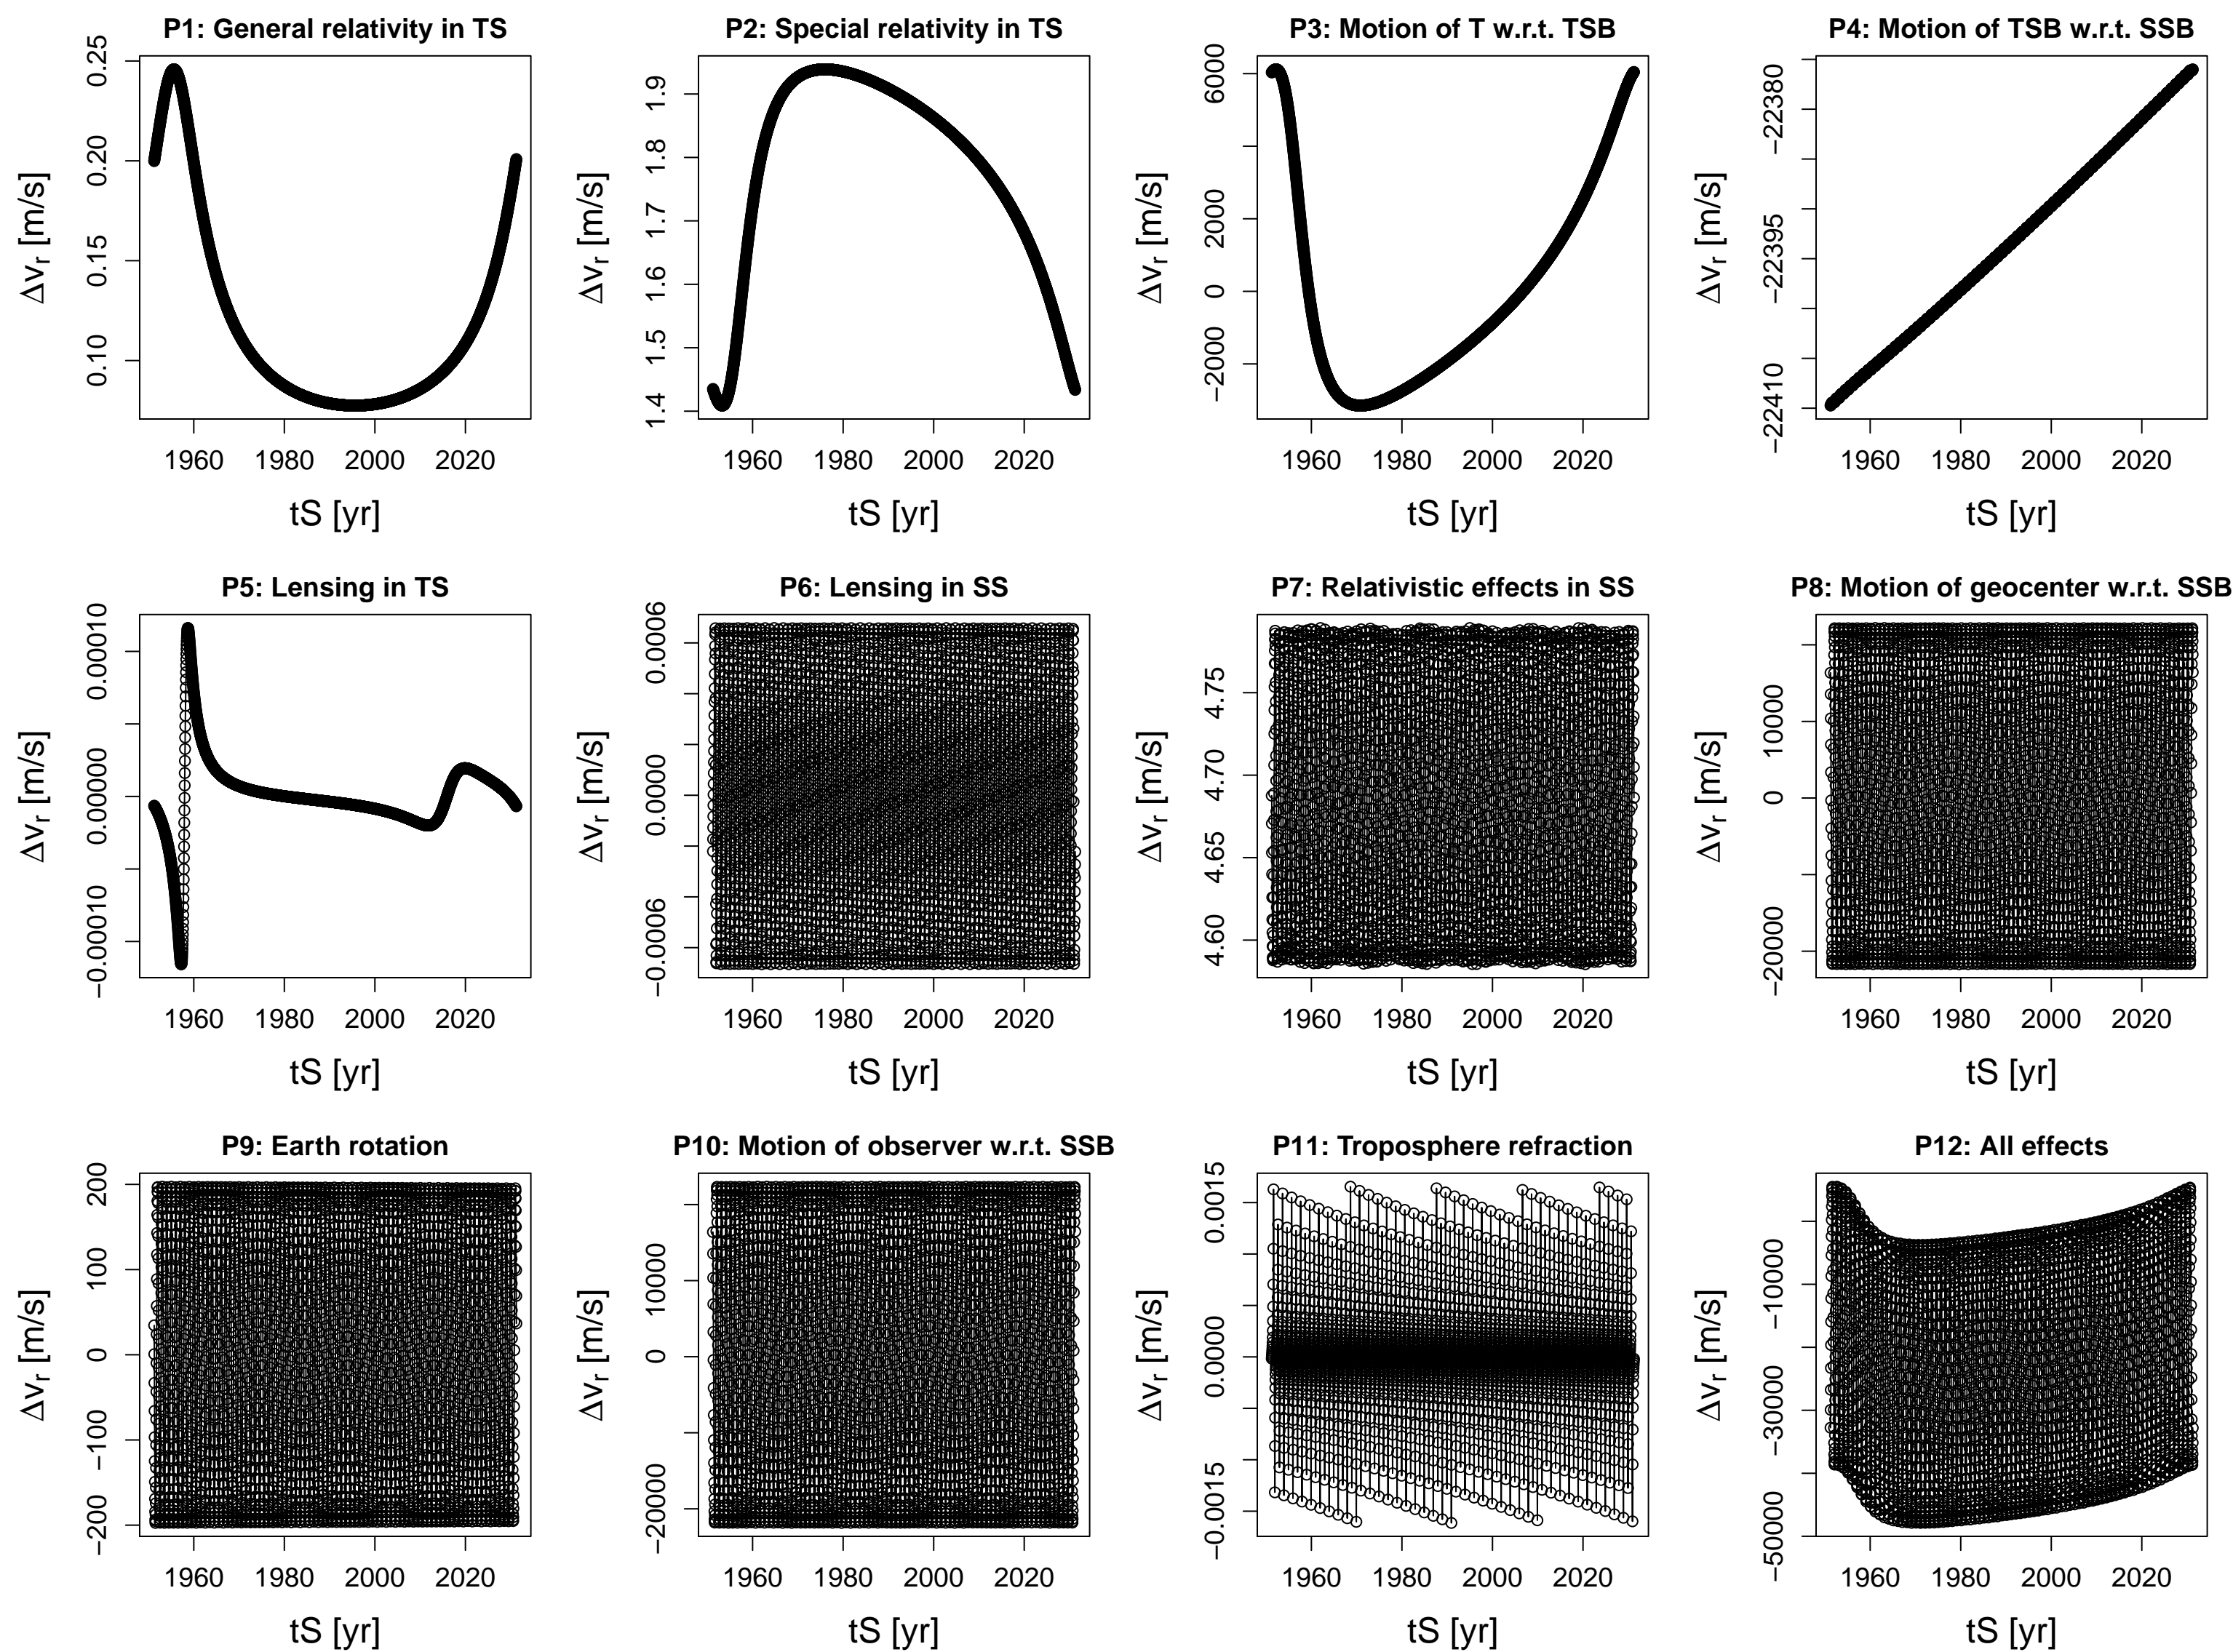 P1: General relativity in TS
Δvr [m/s]
0.25
0.20
0.15
0.10
1960 1980 2000 2020
tS [yr]
P2: Special relativity in TS
Δvr [m/s]
1.9
1.8
1.7
1.6
1.5
1.4
1960 1980 2000 2020
tS [yr]
P3: Motion of T w.r.t. TSB
Δvr [m/s]
6000
2000
0
−2000
1960 1980 2000 2020
tS [yr]
P4: Motion of TSB w.r.t. SSB
Δvr [m/s]
−22380
−22395
−22410
1960 1980 2000 2020
tS [yr]
P5: Lensing in TS
Δvr [m/s]
0.00010
0.00000
−0.00010
1960 1980 2000 2020
tS [yr]
P6: Lensing in SS
Δvr [m/s]
0.0006
0.0000
−0.0006
1960 1980 2000 2020
tS [yr]
P7: Relativistic effects in SS
Δvr [m/s]
4.75
4.70
4.65
4.60
1960 1980 2000 2020
tS [yr]
P8: Motion of geocenter w.r.t. SSB
Δvr [m/s]
10000
0
−20000
1960 1980 2000 2020
tS [yr]
P9: Earth rotation
Δvr [m/s]
200
100
0
−100
−200
1960 1980 2000 2020
tS [yr]
P10: Motion of observer w.r.t. SSB
Δvr [m/s]
10000
0
−20000
1960 1980 2000 2020
tS [yr]
P11: Troposphere refraction
Δvr [m/s]
0.0015
0.0000
−0.0015
1960 1980 2000 2020
tS [yr]
P12: All effects
Δvr [m/s]
−10000
−30000
−50000
1960 1980 2000 2020
tS [yr]